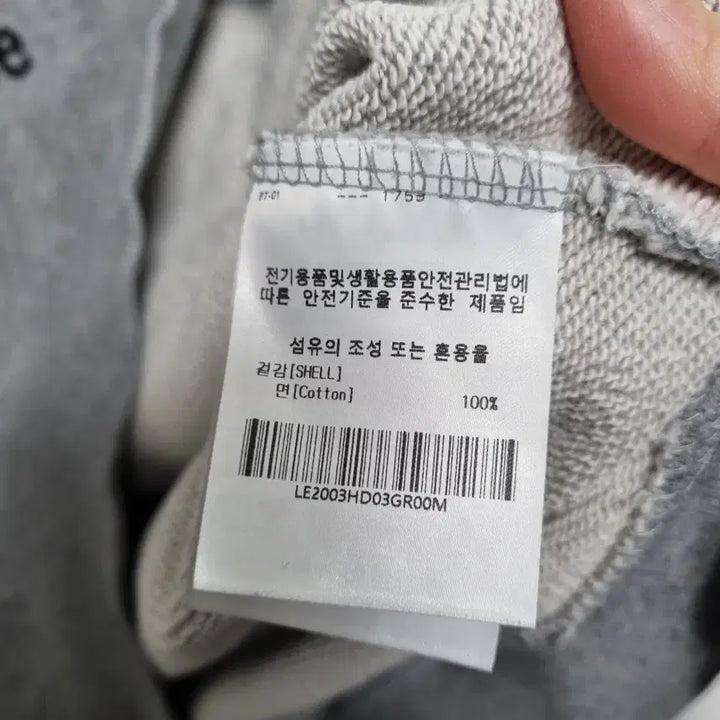 --- 1759
전기용품및생활용품안전관리법에
따른 안전기준을 준수한 제품임
섬유의 조성 또는 혼용율
겉감[SHELL]
면[Cotton] 100%
LE2003HD03GR00M